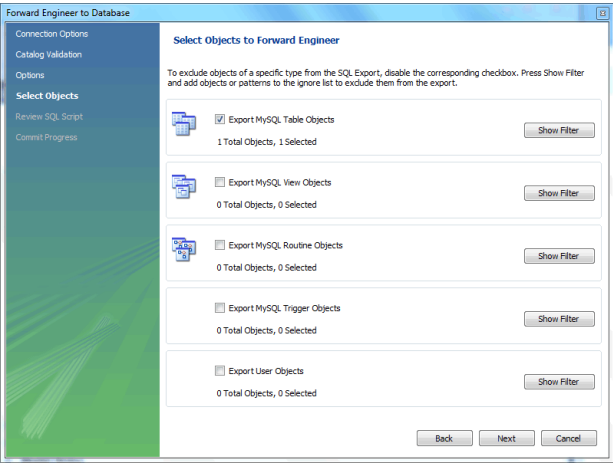 Forward Engineer to Database
Connection Options
Catalog Validation
Options
Select Objects
Review SQL Script
Commit Progress
Select Objects to Forward Engineer
To exclude objects of a specific type from the SQL Export, disable the corresponding checkbox. Press Show Filter
and add objects or patterns to the ignore list to exclude them from the export.
Export MySQL Table Objects
1 Total Objects, 1 Selected
Show Filter
Export MySQL View Objects
0 Total Objects, 0 Selected
Show Filter
Export MySQL Routine Objects
0 Total Objects, 0 Selected
Show Filter
Export MySQL Trigger Objects
0 Total Objects, 0 Selected
Show Filter
Export User Objects
0 Total Objects, 0 Selected
Show Filter
Back
Next
Cancel